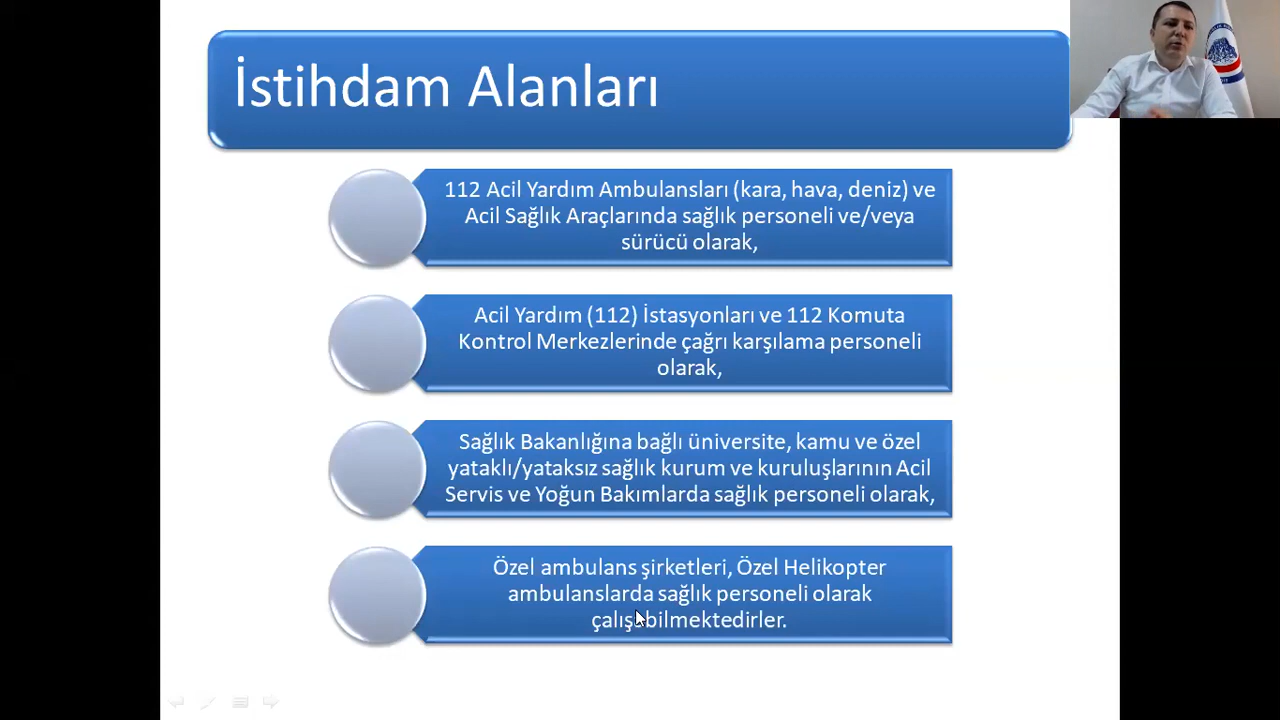 İstihdam Alanları
112 Acil Yardım Ambulansları (kara, hava, deniz) ve
Acil Sağlık Araçlarında sağlık personeli ve/veya
sürücü olarak,
Acil Yardım (112) İstasyonları ve 112 Komuta
Kontrol Merkezlerinde çağrı karşılama personeli
olarak,
Sağlık Bakanlığına bağlı üniversite, kamu ve özel
yataklı/yataksız sağlık kurum ve kuruluşlarının Acil
Servis ve Yoğun Bakımlarda sağlık personeli olarak,
Özel ambulans şirketleri, Özel Helikopter
ambulanslarda sağlık personeli olarak
çalışabilmektedirler.